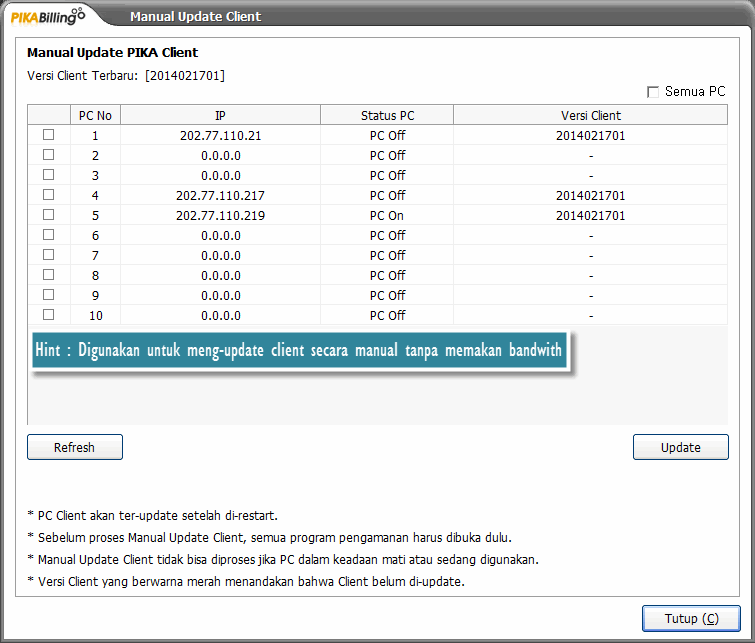 PIKABilling Manual Update Client
Manual Update PIKA Client
Versi Client Terbaru: [2014021701]
Semua PC
PC No IP Status PC Versi Client
1 202.77.110.21 PC Off 2014021701
2 0.0.0.0 PC Off -
3 0.0.0.0 PC Off -
4 202.77.110.217 PC Off 2014021701
5 202.77.110.219 PC On 2014021701
6 0.0.0.0 PC Off -
7 0.0.0.0 PC Off -
8 0.0.0.0 PC Off -
9 0.0.0.0 PC Off -
10 0.0.0.0 PC Off -
Hint : Digunakan untuk meng-update client secara manual tanpa memakan bandwith
Refresh Update
* PC Client akan ter-update setelah di-restart.
* Sebelum proses Manual Update Client, semua program pengamanan harus dibuka dulu.
* Manual Update Client tidak bisa diproses jika PC dalam keadaan mati atau sedang digunakan.
* Versi Client yang berwarna merah menandakan bahwa Client belum di-update.
Tutup (C)